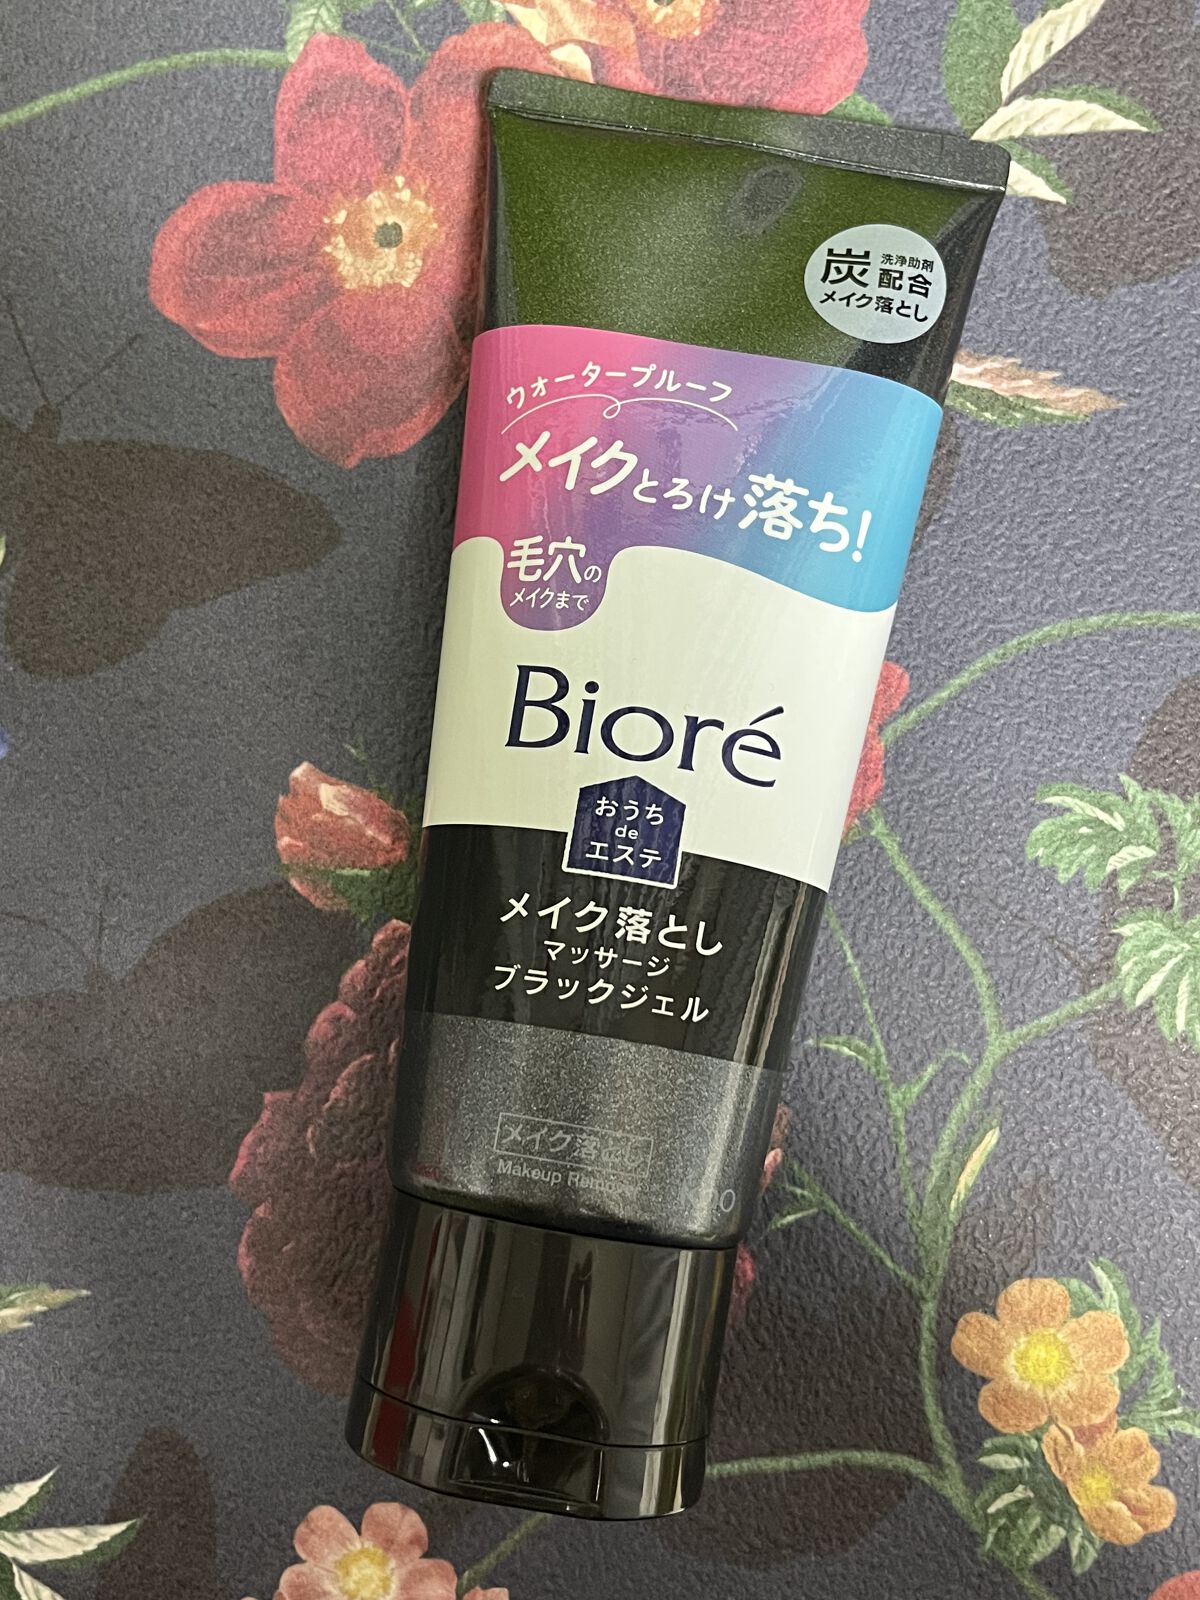 炭 洗浄助剤
配合
メイク落とし
ウォータープルーフ
メイクとろけ落ち!
毛穴の
メイクまで
Bioré
おうち
de
エステ
メイク落とし
マッサージ
ブラックジェル
メイク落とし
Makeup Remover
Kao